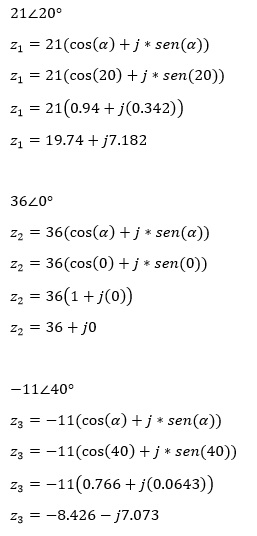 21∠20°
z₁ = 21(cos(α) + j * sen(α))
z₁ = 21(cos(20) + j * sen(20))
z₁ = 21(0.94 + j(0.342))
z₁ = 19.74 + j7.182
36∠0°
z₂ = 36(cos(α) + j * sen(α))
z₂ = 36(cos(0) + j * sen(0))
z₂ = 36(1 + j(0))
z₂ = 36 + j0
−11∠40°
z₃ = −11(cos(α) + j * sen(α))
z₃ = −11(cos(40) + j * sen(40))
z₃ = −11(0.766 + j(0.0643))
z₃ = −8.426 − j7.073